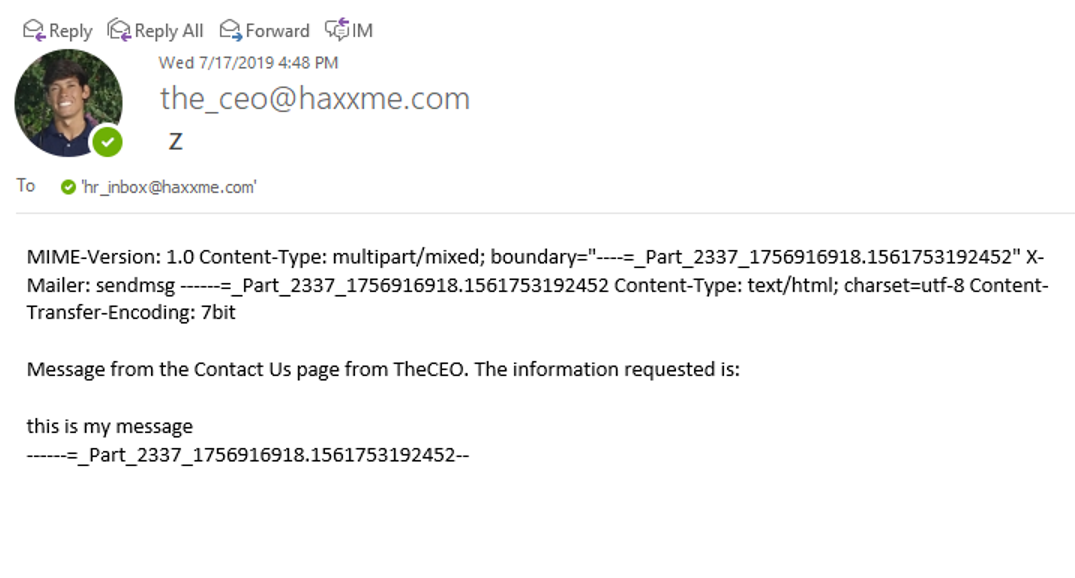 Reply Reply All Forward IM
Wed 7/17/2019 4:48 PM
the_ceo@haxxme.com
Z
To 'hr_inbox@haxxme.com'
MIME-Version: 1.0 Content-Type: multipart/mixed; boundary="----=_Part_2337_1756916918.1561753192452" X-
Mailer: sendmsg ------=_Part_2337_1756916918.1561753192452 Content-Type: text/html; charset=utf-8 Content-
Transfer-Encoding: 7bit
Message from the Contact Us page from TheCEO. The information requested is:
this is my message
------=_Part_2337_1756916918.1561753192452--